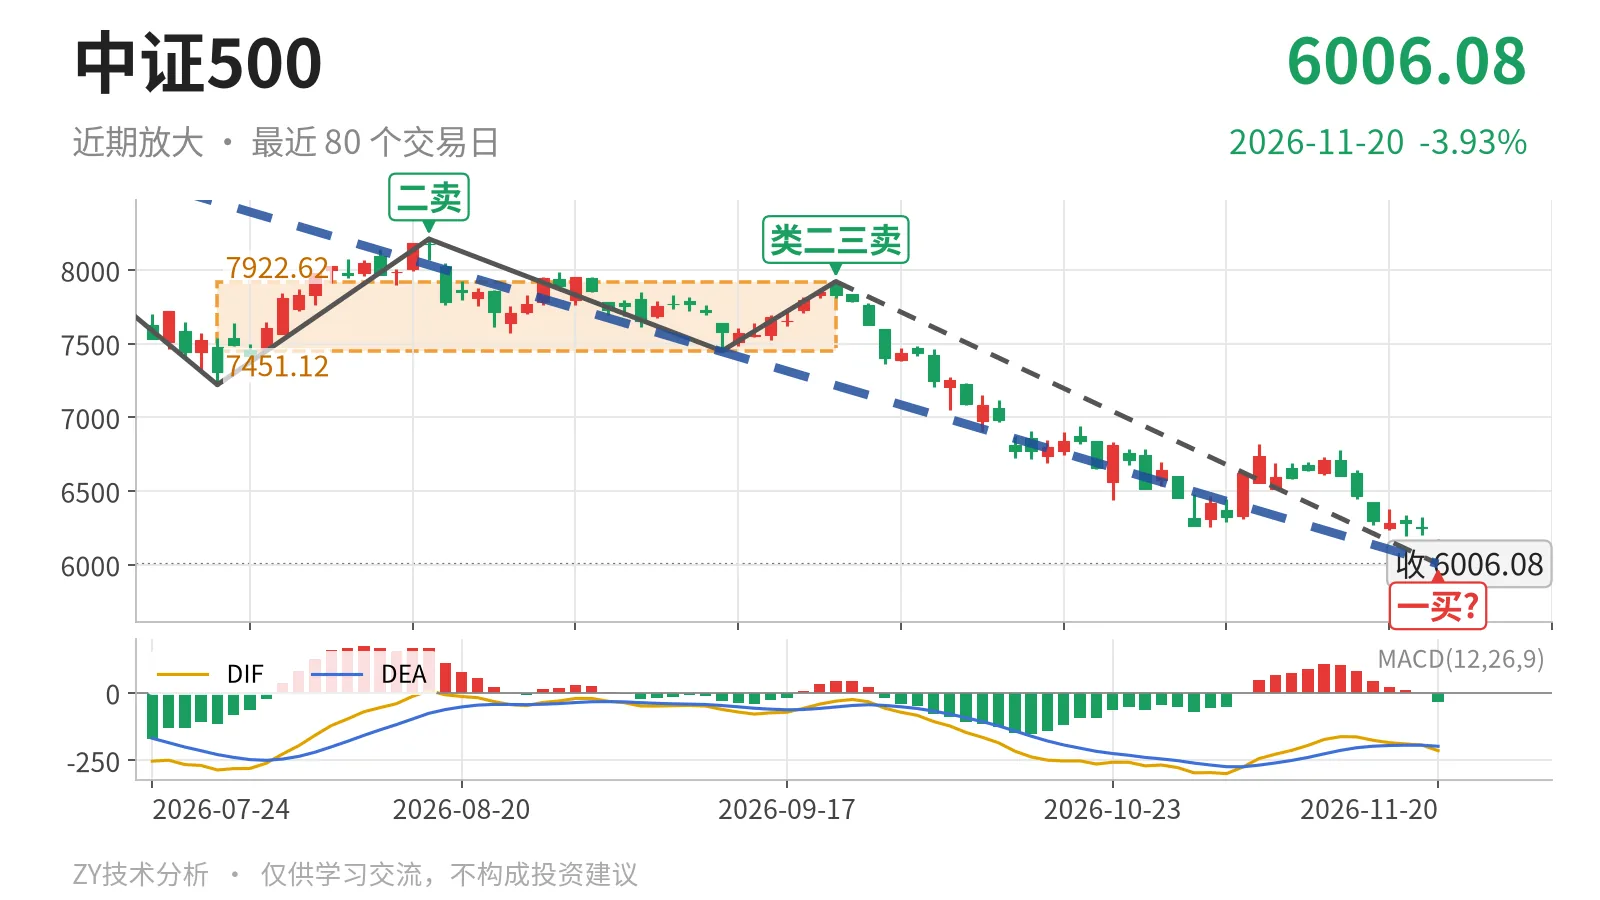 中证500
6006.08
近期放大 · 最近 80 个交易日
2026-11-20 -3.93%
二卖
类二三卖
7922.62
7451.12
8000
7500
7000
6500
6000
收 6006.08
一买?
DIF
DEA
MACD(12,26,9)
0
-250
2026-07-24
2026-08-20
2026-09-17
2026-10-23
2026-11-20
ZY技术分析 · 仅供学习交流，不构成投资建议